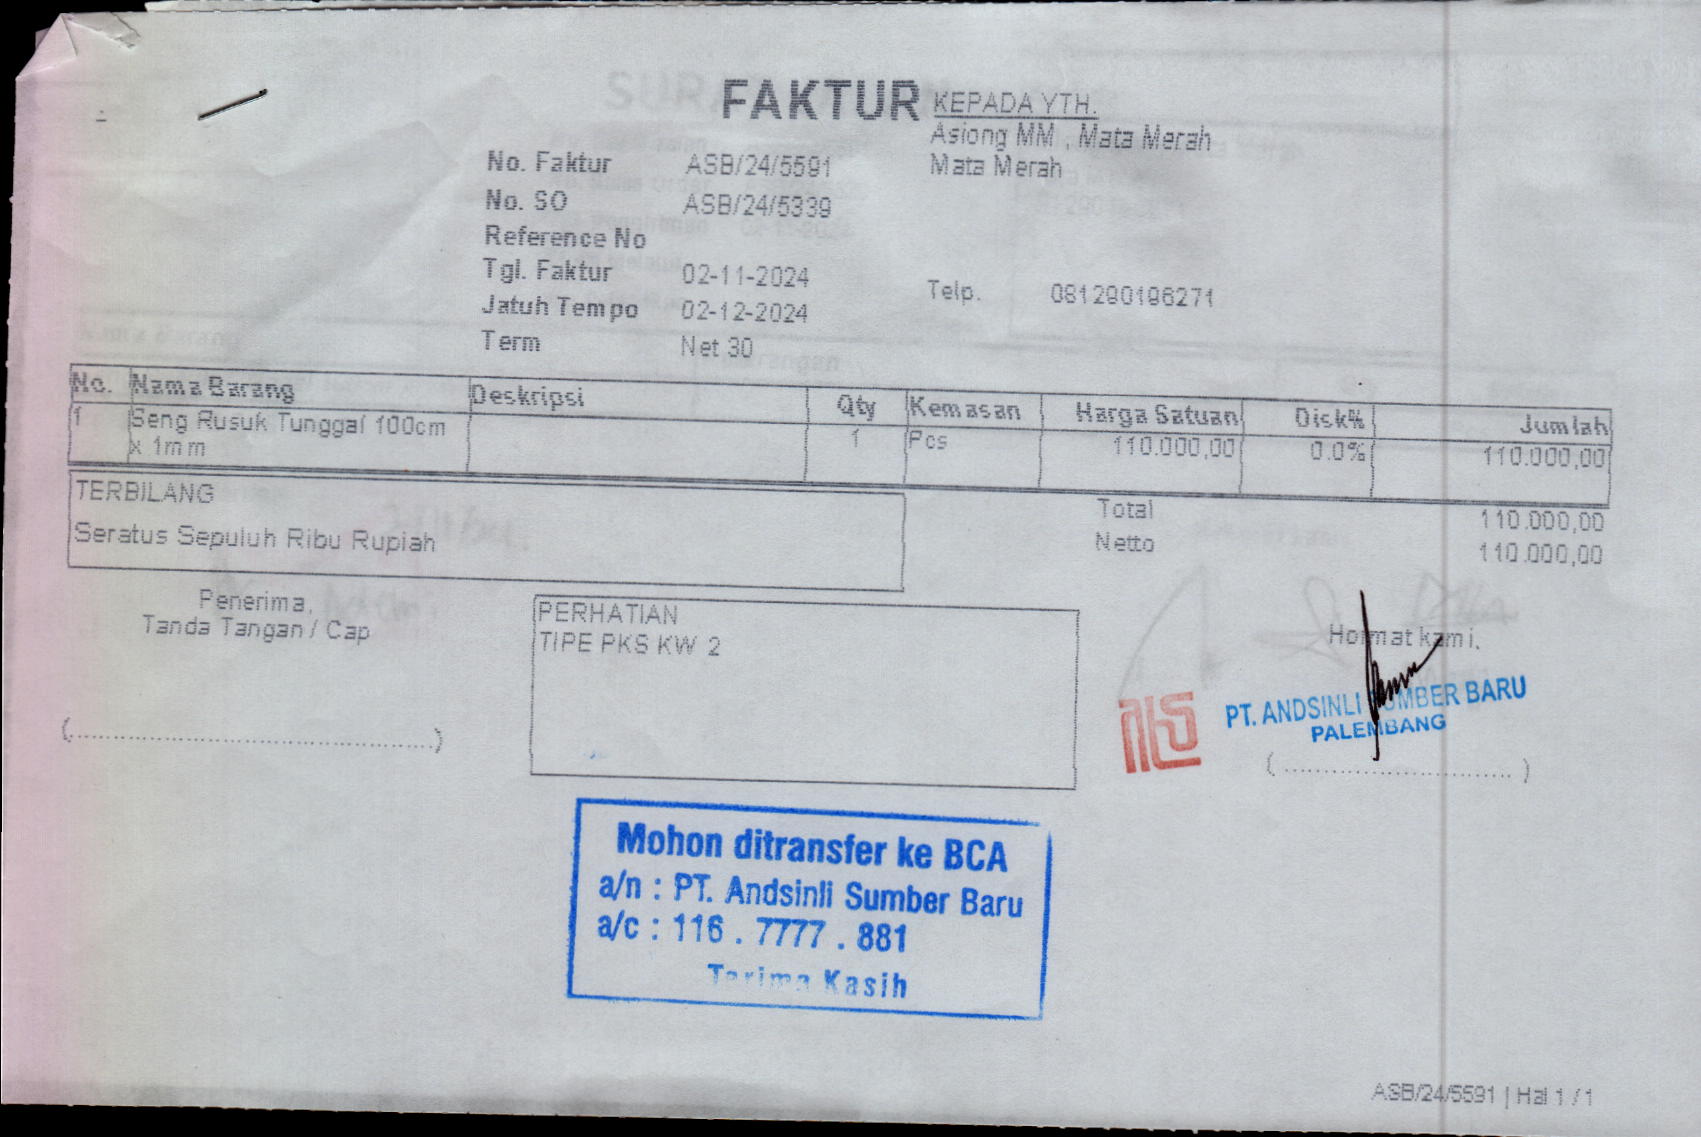 FAKTUR
KEPADA YTH.
Asiong MM , Mata Merah
Mata Merah
No. Faktur ASB/24/5591
No. SO ASB/24/5339
Reference No
Tgl. Faktur 02-11-2024
Jatuh Tempo 02-12-2024
Term Net 30
Telp. 081290196271
No. Nama Barang Deskripsi Qty Kemasan Harga Satuan Disk% Jumlah
1 Seng Rusuk Tunggal 100cm 1 Pcs 110.000,00 0.0% 110.000,00
x 1mm
TERBILANG
Seratus Sepuluh Ribu Rupiah
Total 110.000,00
Netto 110.000,00
Penerima,
Tanda Tangan / Cap
(..............................................)
PERHATIAN
TIPE PKS KW 2
Hormat kami,
PT. ANDSINLI SUMBER BARU
PALEMBANG
( ............................. )
Mohon ditransfer ke BCA
a/n : PT. Andsinli Sumber Baru
a/c : 116 . 7777 . 881
Terima Kasih
ASB/24/5591 | Hal 1 / 1